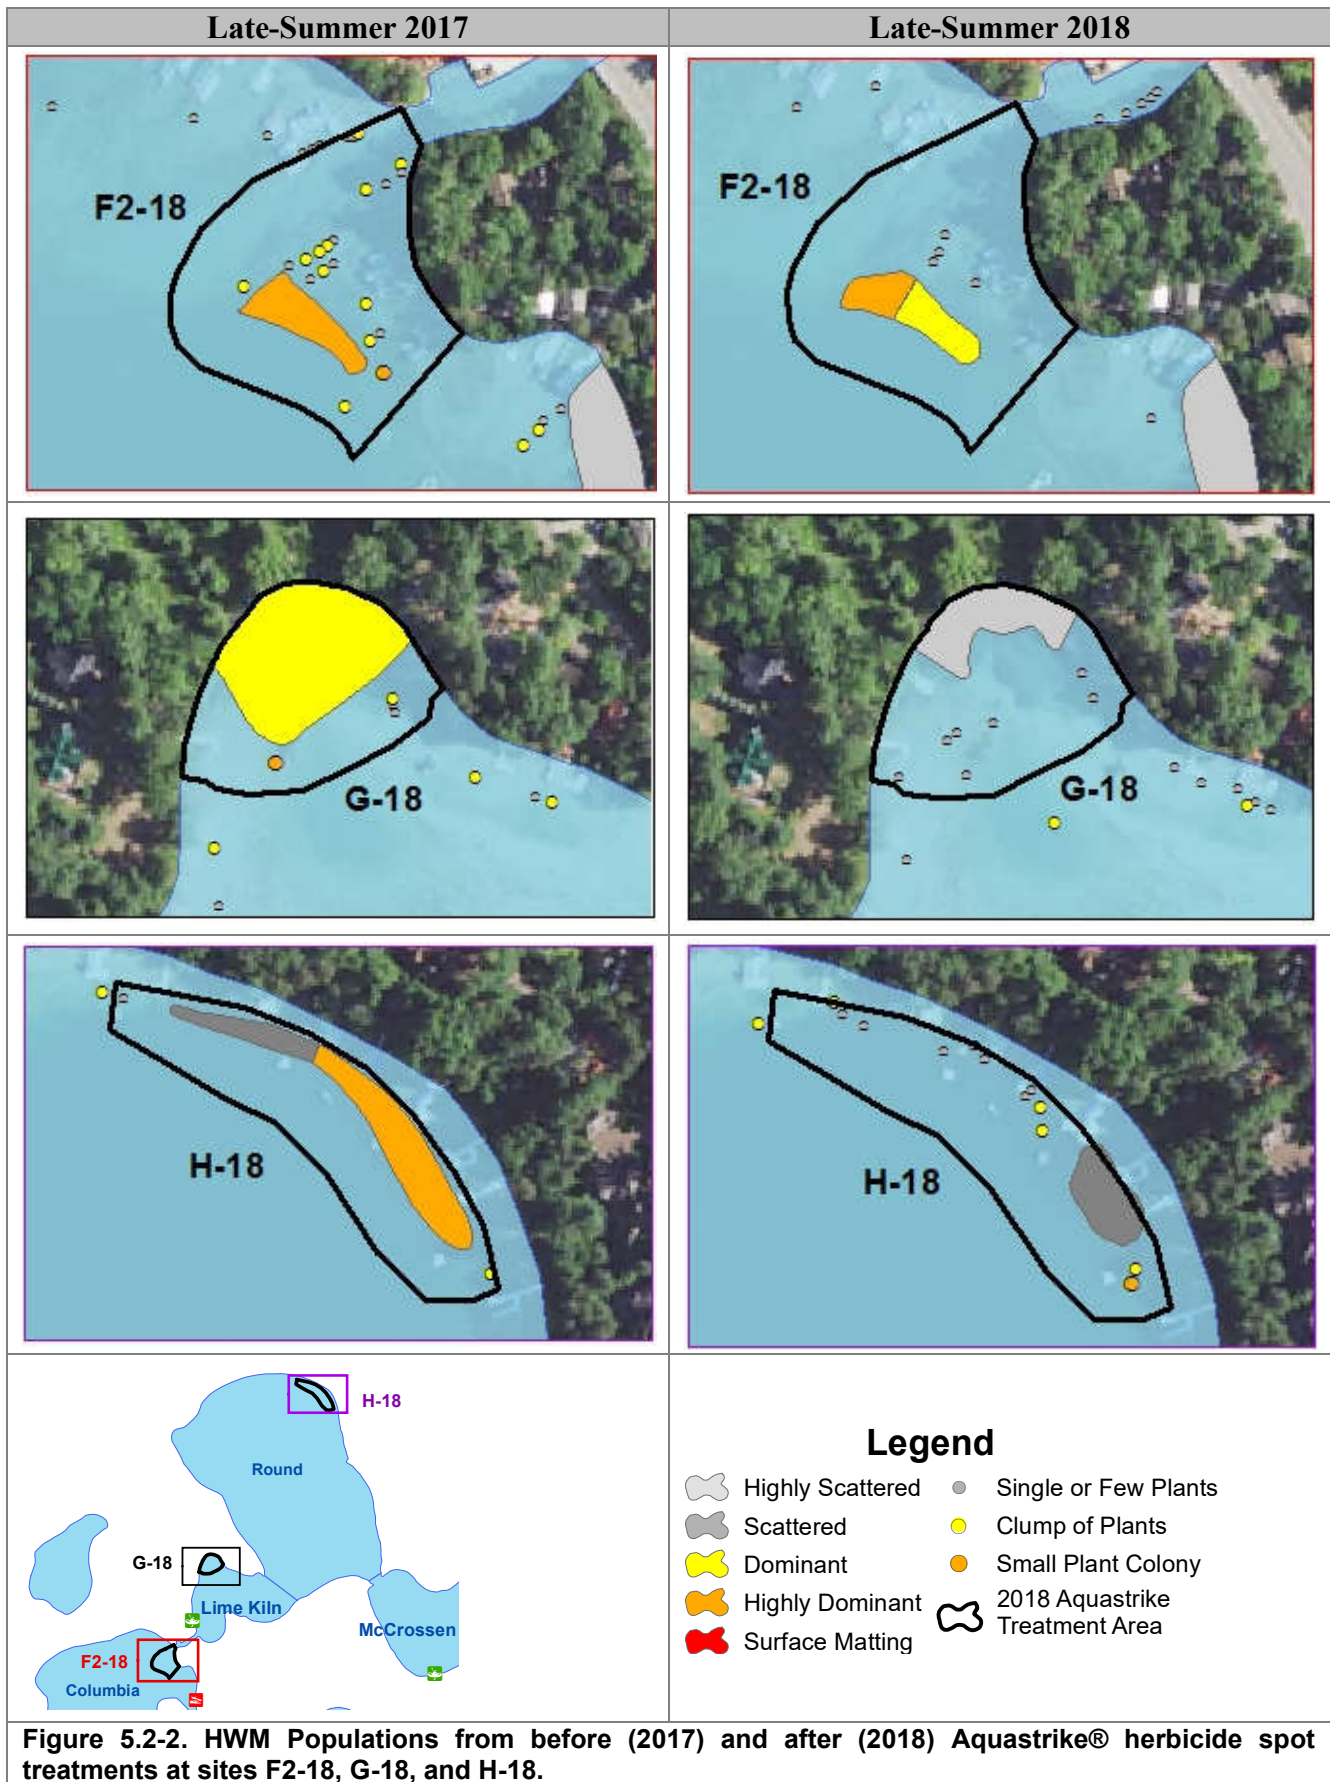 Late-Summer 2017
Late-Summer 2018
F2-18
F2-18
G-18
G-18
H-18
H-18
H-18
Round
G-18
Lime Kiln
McCrossen
F2-18
Columbia
Legend
Highly Scattered
Single or Few Plants
Scattered
Clump of Plants
Dominant
Small Plant Colony
Highly Dominant
2018 Aquastrike
Treatment Area
Surface Matting
Figure 5.2-2. HWM Populations from before (2017) and after (2018) Aquastrike® herbicide spot
treatments at sites F2-18, G-18, and H-18.